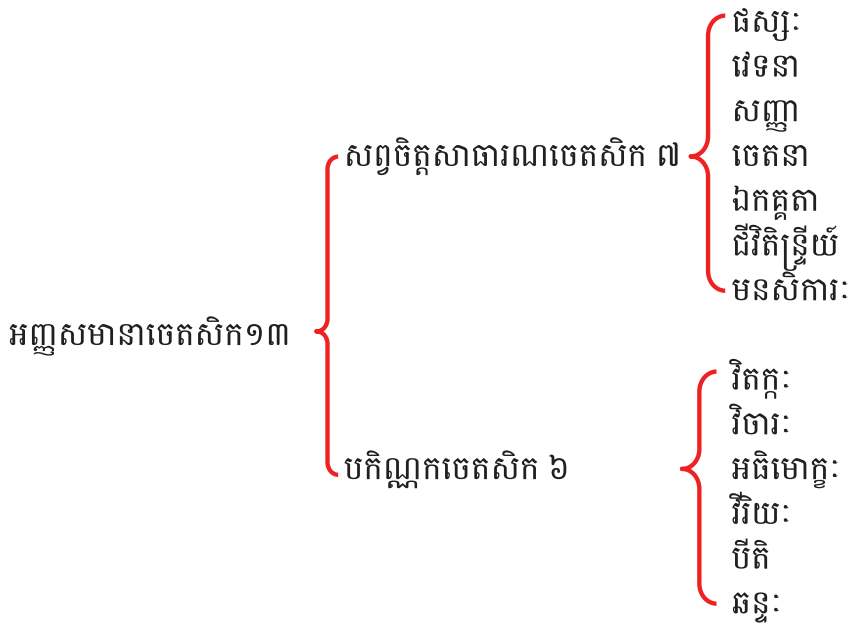 អញ្ញសមានាចេតសិក១៣
សព្វចិត្តសាធារណចេតសិក ៧
ផស្សៈ
វេទនា
សញ្ញា
ចេតនា
ឯកគ្គតា
ជីវិតិន្ទ្រីយ៍
មនសិការៈ
បកិណ្ណកចេតសិក ៦
វិតក្កៈ
វិចារៈ
អធិមោក្ខៈ
វីរិយៈ
បីតិ
ឆន្ទៈ